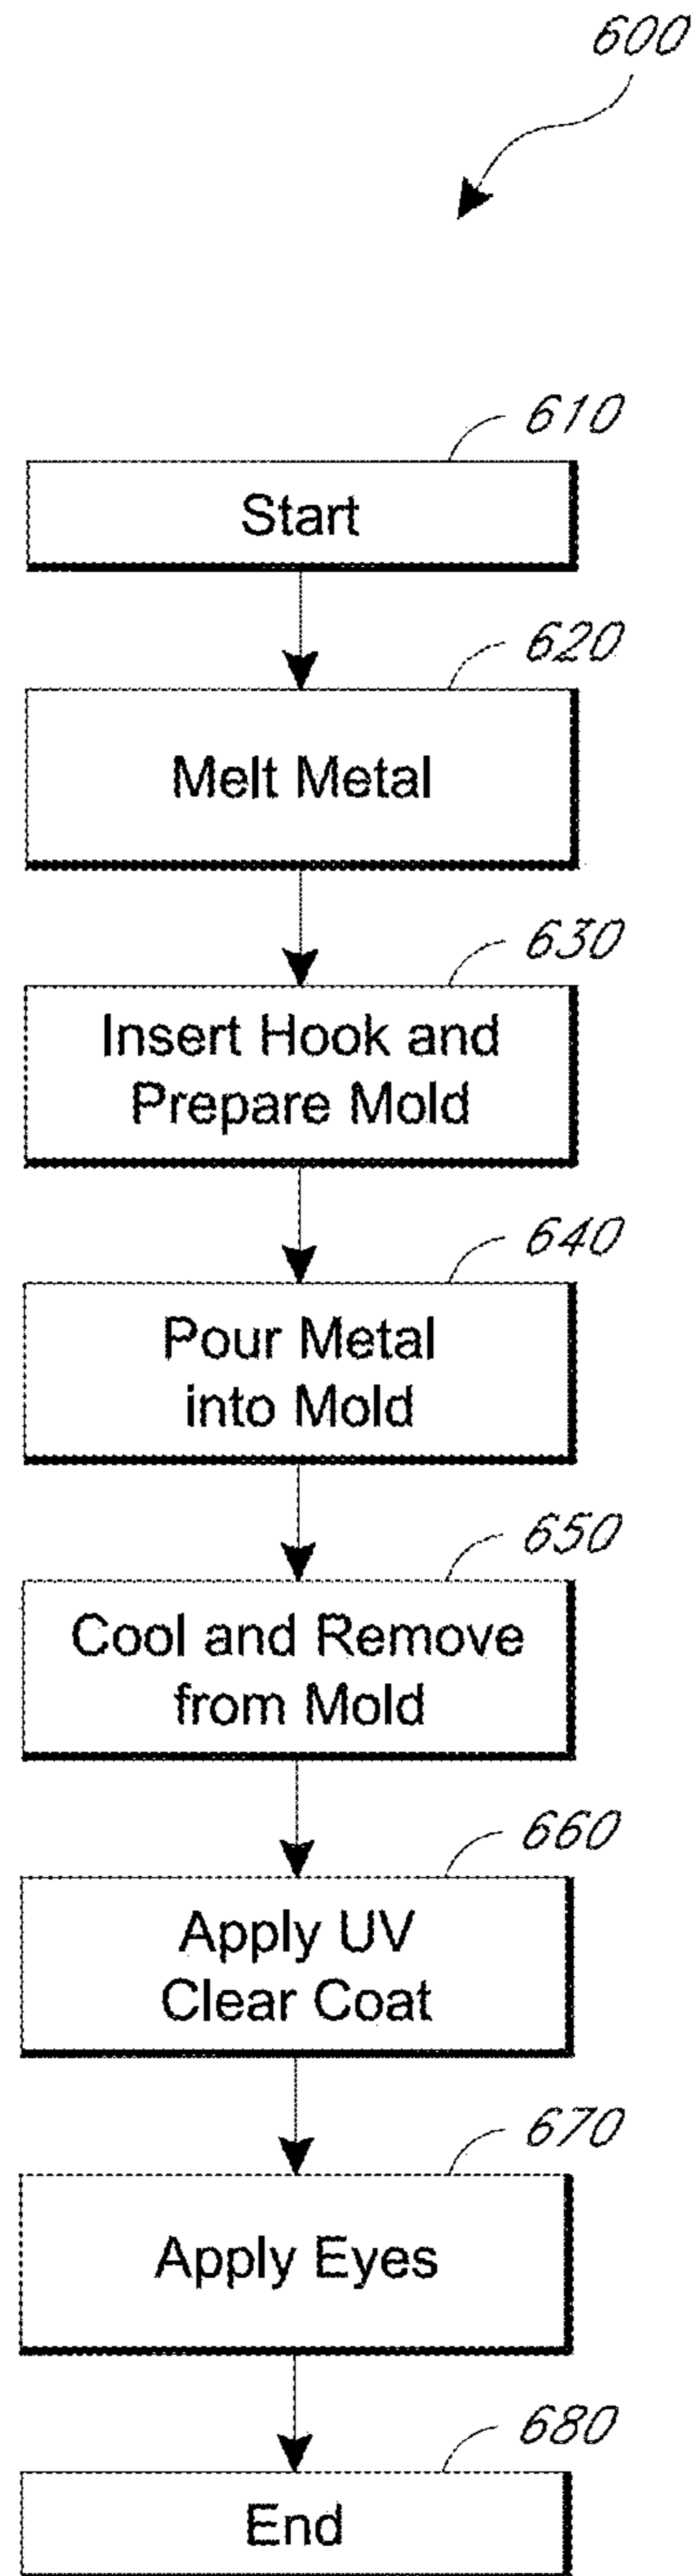 600
610
Start
620
Melt Metal
630
Insert Hook and
Prepare Mold
640
Pour Metal
into Mold
650
Cool and Remove
from Mold
660
Apply UV
Clear Coat
670
Apply Eyes
680
End